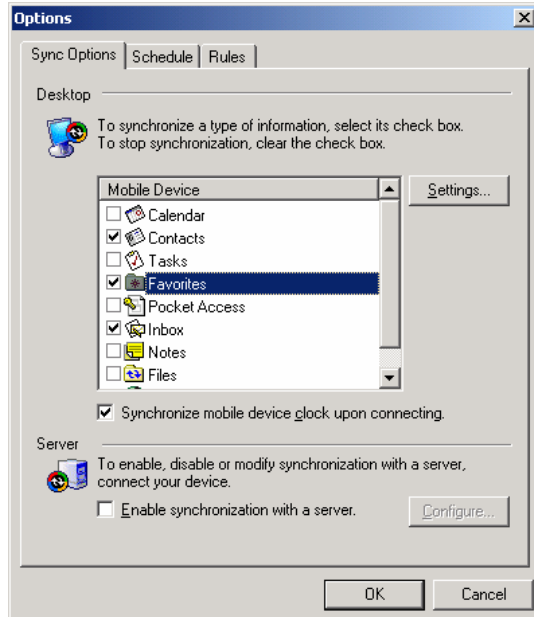 Options
Sync Options Schedule Rules
Desktop
To synchronize a type of information, select its check box.
To stop synchronization, clear the check box.
Mobile Device
Settings...
Calendar
Contacts
Tasks
Favorites
Pocket Access
Inbox
Notes
Files
Synchronize mobile device clock upon connecting.
Server
To enable, disable or modify synchronization with a server,
connect your device.
Enable synchronization with a server.
Configure...
OK Cancel